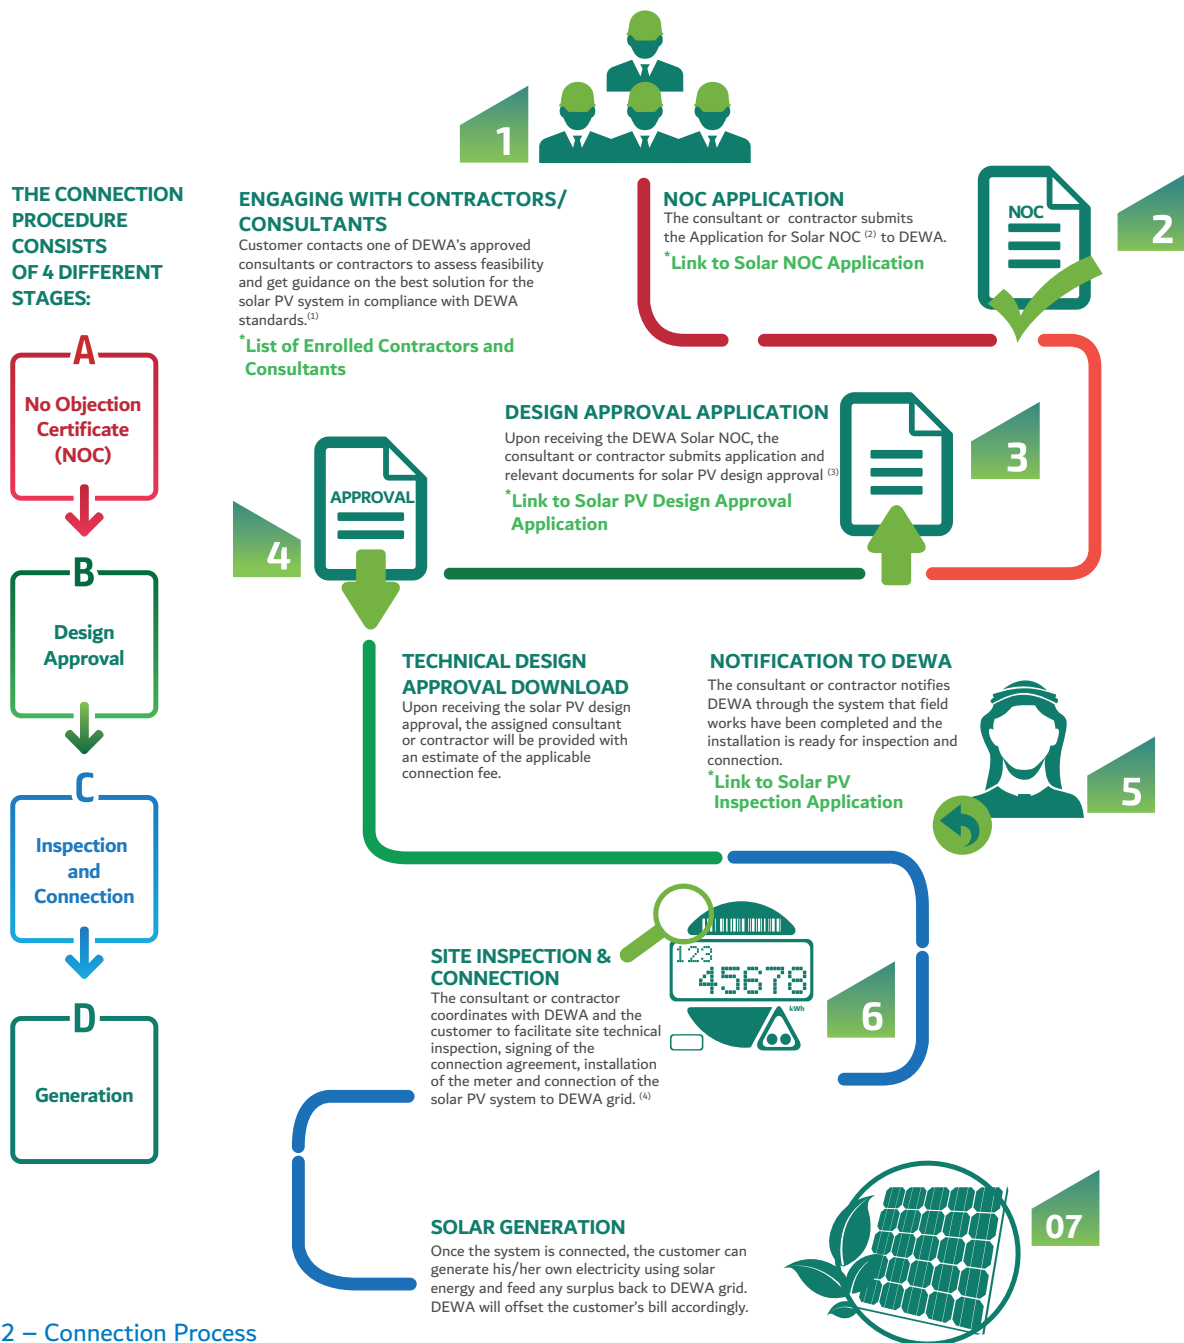 1
THE CONNECTION
PROCEDURE
CONSISTS
OF 4 DIFFERENT
STAGES:
A
No Objection
Certificate
(NOC)
B
Design
Approval
C
Inspection
and
Connection
D
Generation
ENGAGING WITH CONTRACTORS/
CONSULTANTS
Customer contacts one of DEWA's approved
consultants or contractors to assess feasibility
and get guidance on the best solution for the
solar PV system in compliance with DEWA
standards.(1)
*List of Enrolled Contractors and
Consultants
NOC APPLICATION
The consultant or contractor submits
the Application for Solar NOC (2) to DEWA.
*Link to Solar NOC Application
NOC
2
DESIGN APPROVAL APPLICATION
Upon receiving the DEWA Solar NOC, the
consultant or contractor submits application and
relevant documents for solar PV design approval (3)
*Link to Solar PV Design Approval
Application
3
APPROVAL
4
TECHNICAL DESIGN
APPROVAL DOWNLOAD
Upon receiving the solar PV design
approval, the assigned consultant
or contractor will be provided with
an estimate of the applicable
connection fee.
NOTIFICATION TO DEWA
The consultant or contractor notifies
DEWA through the system that field
works have been completed and the
installation is ready for inspection and
connection.
*Link to Solar PV
Inspection Application
5
SITE INSPECTION &
CONNECTION
The consultant or contractor
coordinates with DEWA and the
customer to facilitate site technical
inspection, signing of the
connection agreement, installation
of the meter and connection of the
solar PV system to DEWA grid. (4)
123
45678
kWh
6
SOLAR GENERATION
Once the system is connected, the customer can
generate his/her own electricity using solar
energy and feed any surplus back to DEWA grid.
DEWA will offset the customer's bill accordingly.
07
2 – Connection Process